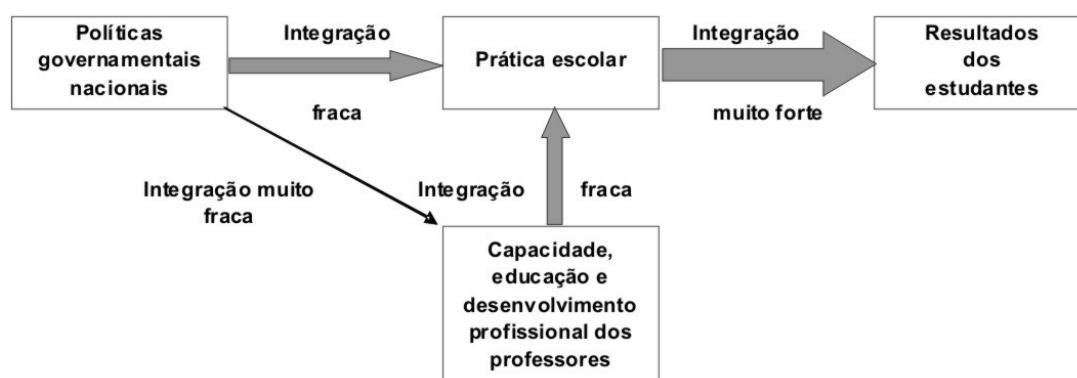 Políticas
governamentais
nacionais
Integração
fraca
Prática escolar
Integração
muito forte
Resultados
dos
estudantes
Integração muito
fraca
Integração fraca
Capacidade,
educação e
desenvolvimento
profissional dos
professores